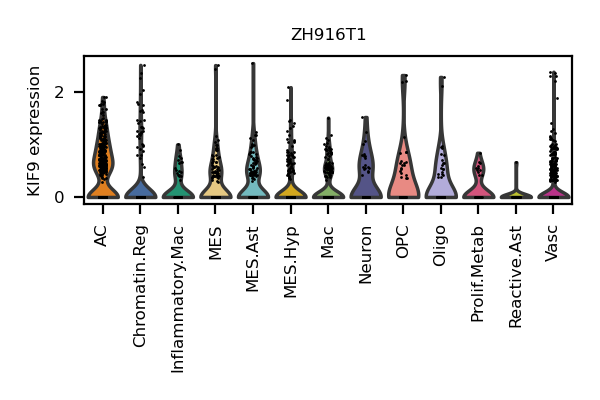 ZH916T1
KIF9 expression
2
0
AC
Chromatin.Reg
Inflammatory.Mac
MES
MES.Ast
MES.Hyp
Mac
Neuron
OPC
Oligo
Prolif.Metab
Reactive.Ast
Vasc